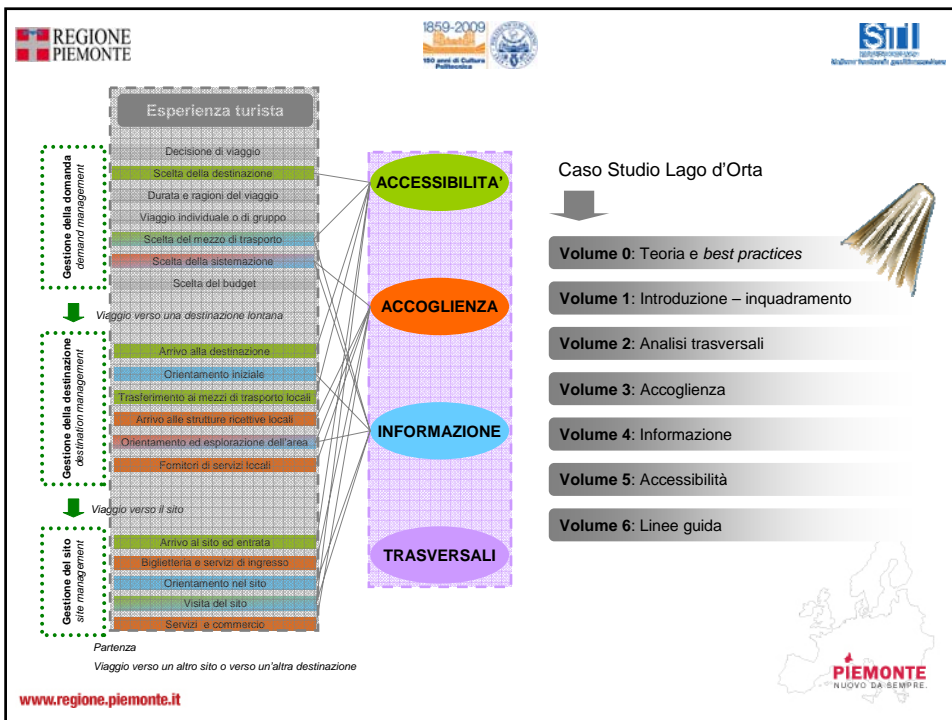 REGIONE
PIEMONTE
1859-2009
150 anni di Cultura
Politecnica
STI
Esperienza turista
Gestione della domanda
demand management
Decisione di viaggio
Scelta della destinazione
Durata e ragioni del viaggio
Viaggio individuale o di gruppo
Scelta del mezzo di trasporto
Scelta della sistemazione
Scelta del budget
Viaggio verso una destinazione lontana
Gestione della destinazione
destination management
Arrivo alla destinazione
Orientamento iniziale
Trasferimento ai mezzi di trasporto locali
Arrivo alle strutture ricettive locali
Orientamento ed esplorazione dell'area
Fornitori di servizi locali
Viaggio verso il sito
Gestione del sito
site management
Arrivo al sito ed entrata
Biglietteria e servizi di ingresso
Orientamento nel sito
Visita del sito
Servizi e commercio
Partenza
Viaggio verso un altro sito o verso un'altra destinazione
ACCESSIBILITA'
ACCOGLIENZA
INFORMAZIONE
TRASVERSALI
Caso Studio Lago d'Orta
Volume 0: Teoria e best practices
Volume 1: Introduzione – inquadramento
Volume 2: Analisi trasversali
Volume 3: Accoglienza
Volume 4: Informazione
Volume 5: Accessibilità
Volume 6: Linee guida
PIEMONTE
NUOVO DA SEMPRE.
www.regione.piemonte.it